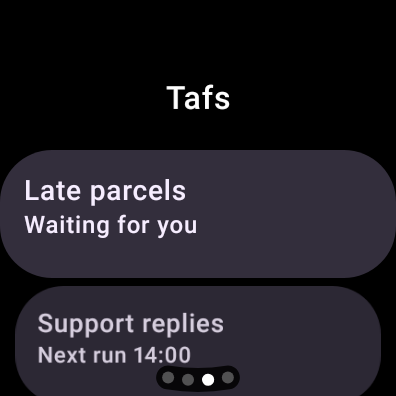 Tafs
Late parcels
Waiting for you
Support replies
Next run 14:00